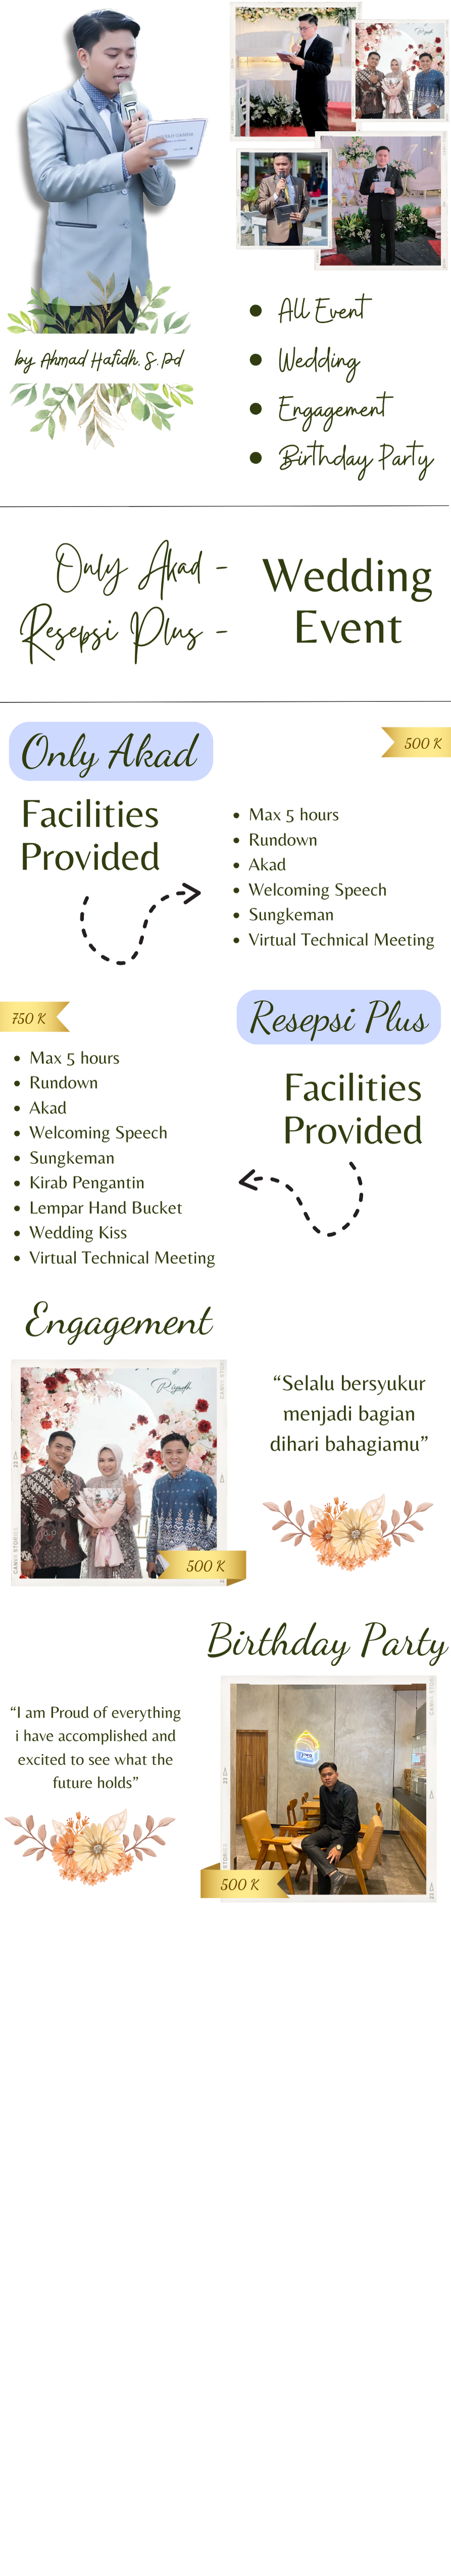 by Ahmad Hafidh, S.Pd
All Event
Wedding
Engagement
Birthday Party
Only Akad -
Resepsi Plus -
Wedding
Event
Only Akad
500 K
Facilities
Provided
Max 5 hours
Rundown
Akad
Welcoming Speech
Sungkeman
Virtual Technical Meeting
750 K
Resepsi Plus
Max 5 hours
Rundown
Akad
Welcoming Speech
Sungkeman
Kirab Pengantin
Lempar Hand Bucket
Wedding Kiss
Virtual Technical Meeting
Facilities
Provided
Engagement
CANVA STORIES
23
500 K
“Selalu bersyukur
menjadi bagian
dihari bahagiamu”
Birthday Party
“I am Proud of everything
i have accomplished and
excited to see what the
future holds”
23
500 K